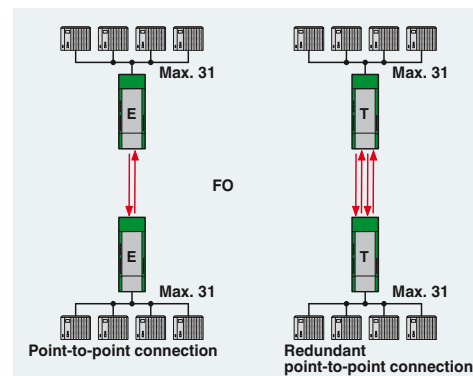 Max. 31
Max. 31
E
T
FO
E
T
Max. 31
Max. 31
Point-to-point connection
Redundant
point-to-point connection